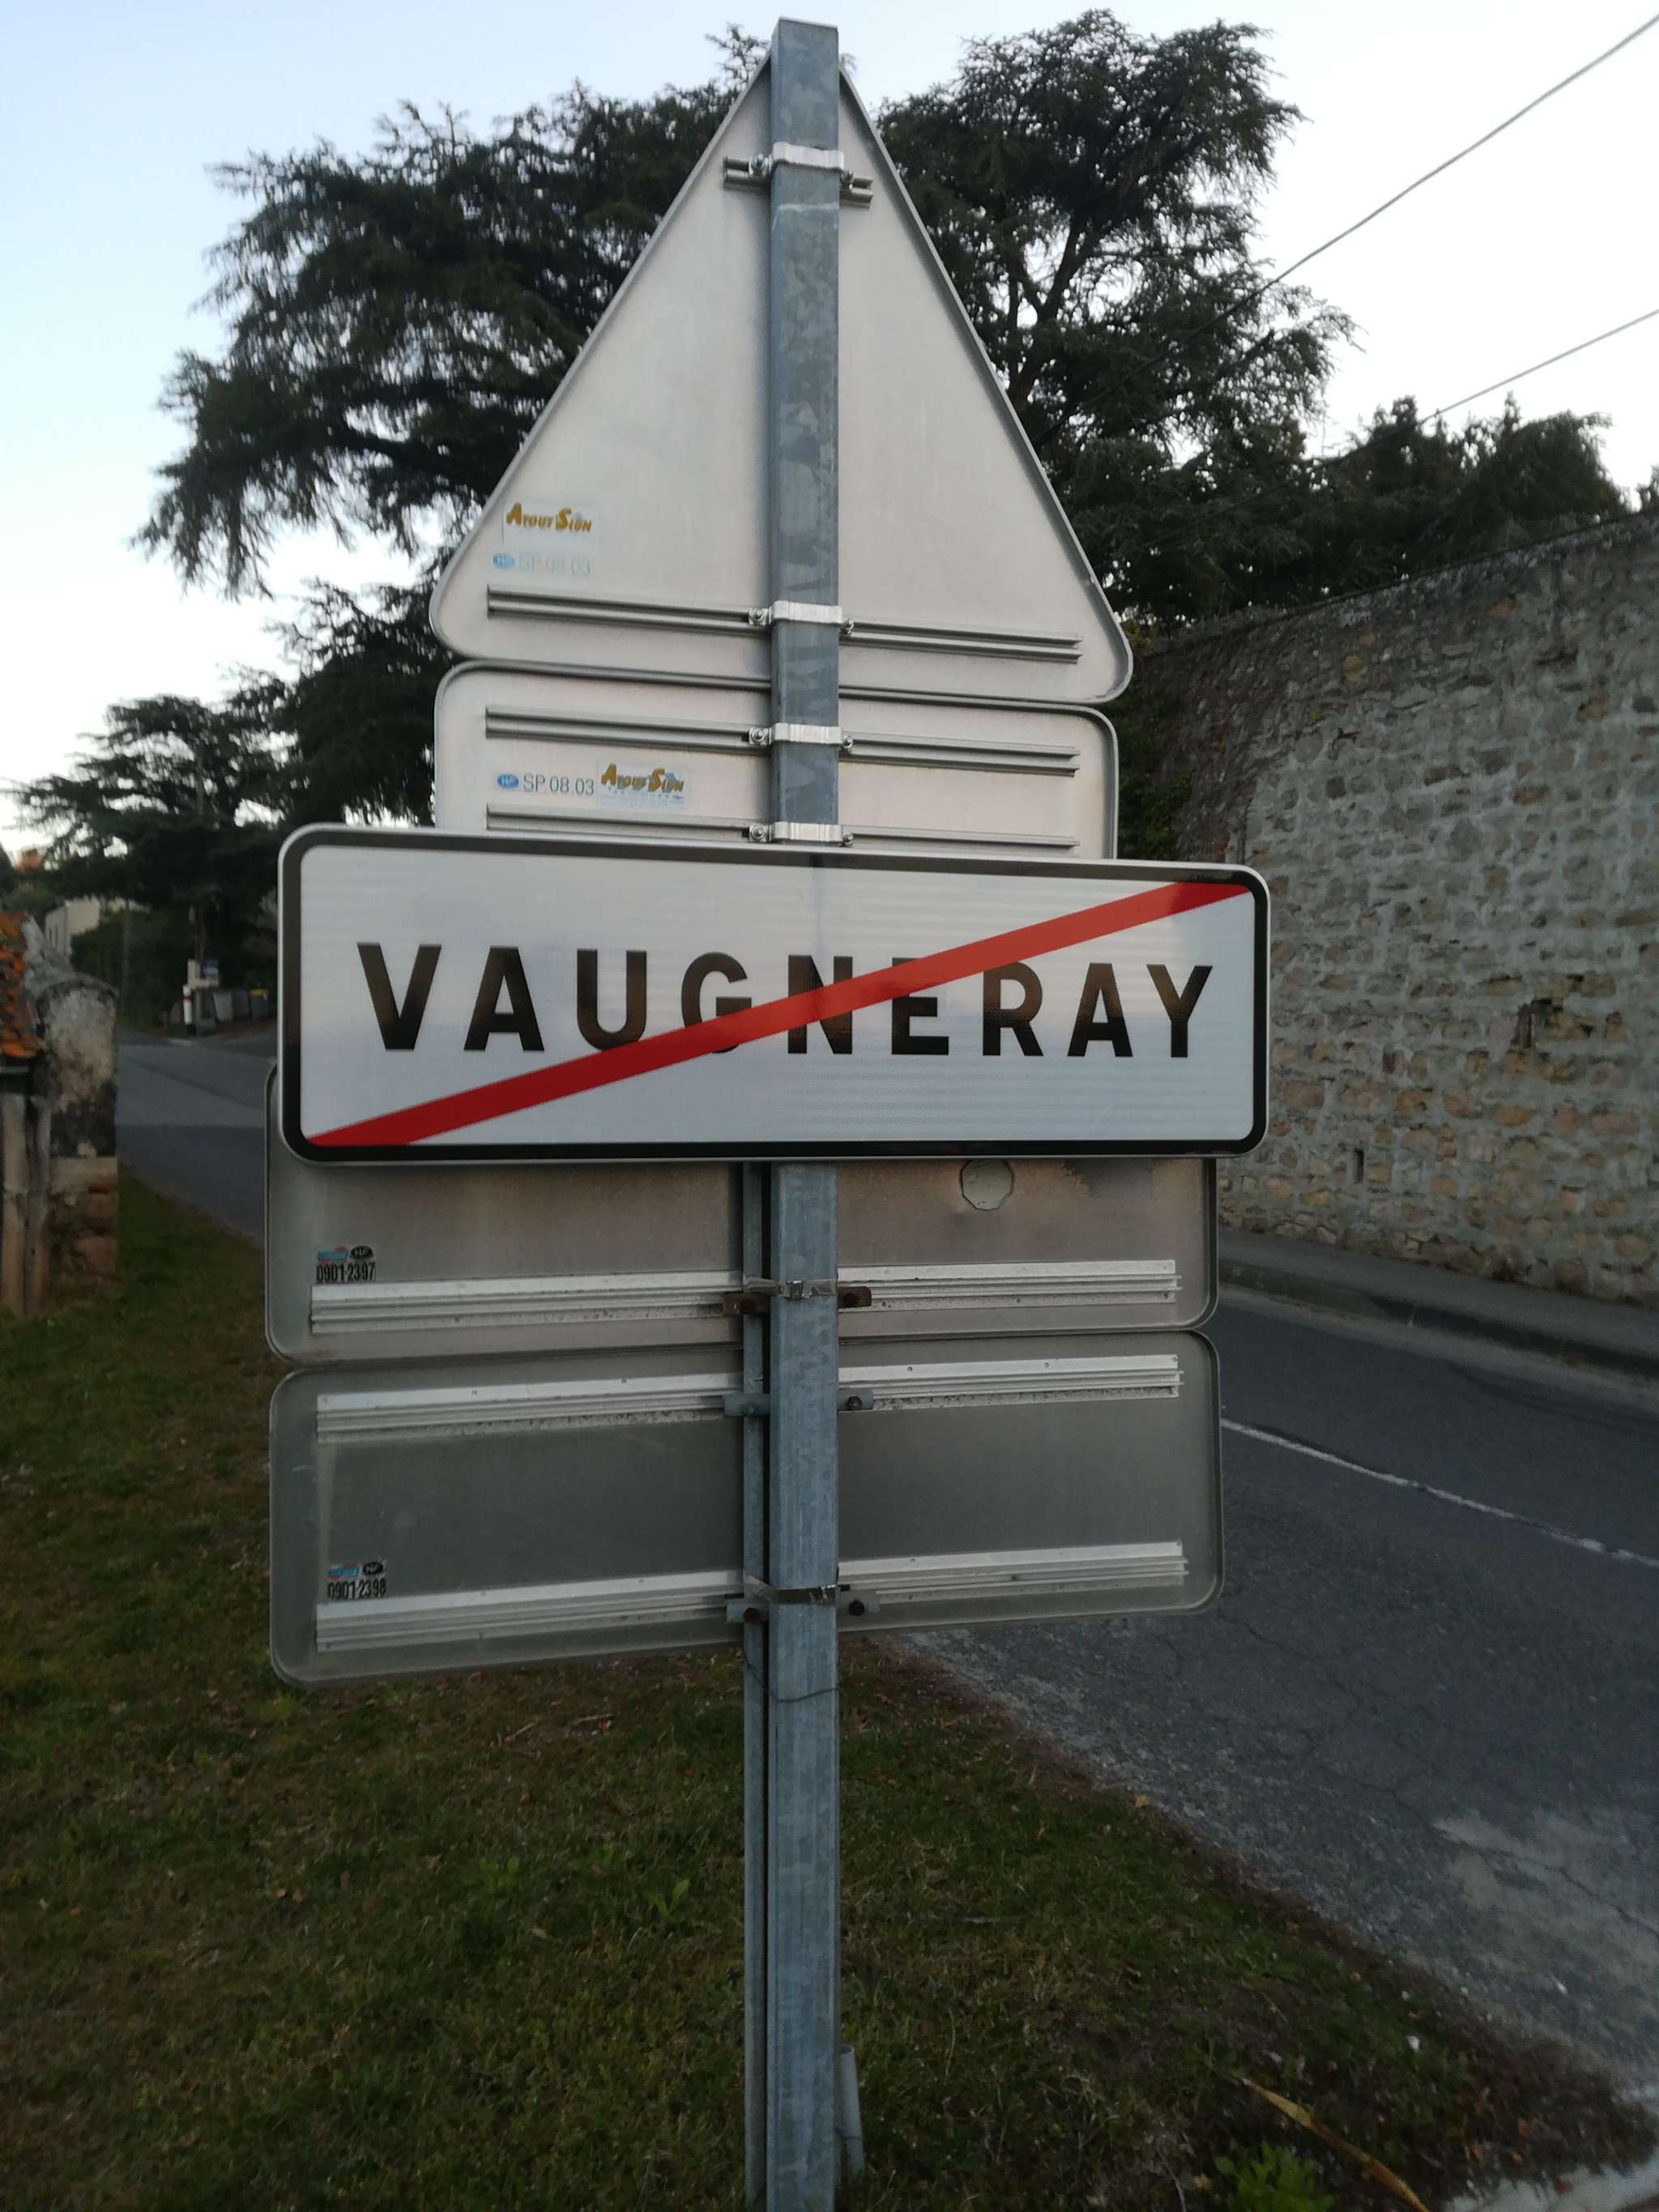 ATOUT SIGN
SP 08 03
SP 08 03
ATOUT SIGN
VAUGNERAY
0901-2397
0901-2398